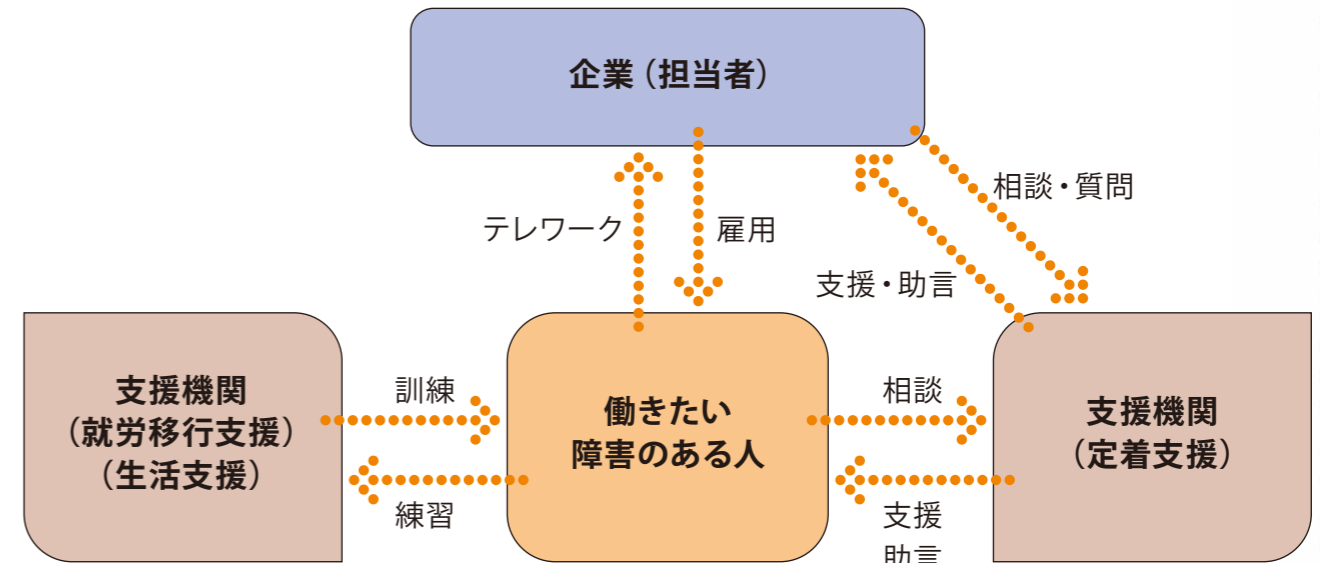 企業（担当者）
相談・質問
テレワーク
雇用
支援・助言
支援機関
（就労移行支援）
（生活支援）
訓練
練習
働きたい
障害のある人
相談
支援
助言
支援機関
（定着支援）